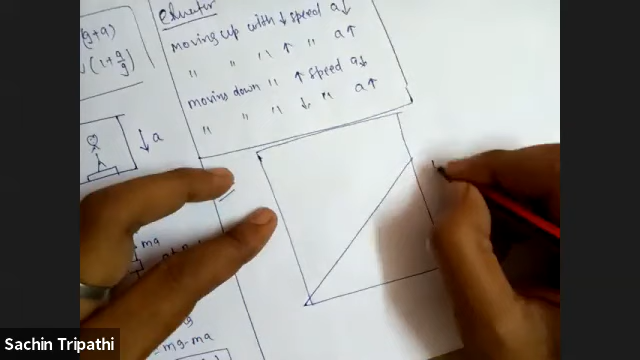 elevator
moving up with ↓ speed a↓
" " " ↑ " a↑
moving down " ↑ speed a↓
" " " ↓ " a↑
(g+a)
(1+a/g)
↓a
ma
mg-ma
Sachin Tripathi